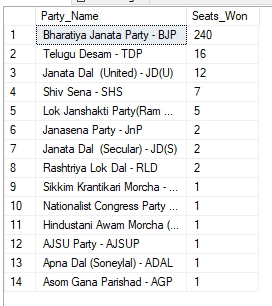 Party_Name Seats_Won
1 Bharatiya Janata Party - BJP 240
2 Telugu Desam - TDP 16
3 Janata Dal (United) - JD(U) 12
4 Shiv Sena - SHS 7
5 Lok Janshakti Party(Ram ... 5
6 Janasena Party - JnP 2
7 Janata Dal (Secular) - JD(S) 2
8 Rashtriya Lok Dal - RLD 2
9 Sikkim Krantikari Morcha - ... 1
10 Nationalist Congress Party ... 1
11 Hindustani Awam Morcha (... 1
12 AJSU Party - AJSUP 1
13 Apna Dal (Soneylal) - ADAL 1
14 Asom Gana Parishad - AGP 1